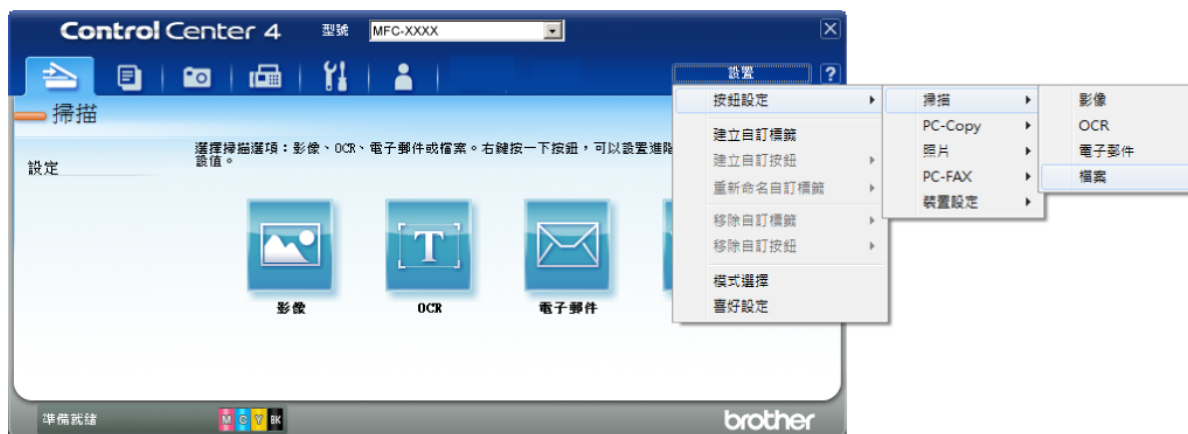 Control Center 4
型號
MFC-XXXX
設置
?
掃描
設定
選擇掃描選項：影像、OCR、電子郵件或檔案。右鍵按一下按鈕，可以設置進階
設值。
T
影像
OCR
電子郵件
按鈕設定
建立自訂標籤
建立自訂按鈕
重新命名自訂標籤
移除自訂標籤
移除自訂按鈕
模式選擇
喜好設定
掃描
PC-Copy
照片
PC-FAX
裝置設定
影像
OCR
電子郵件
檔案
準備就緒
M C Y BK
brother